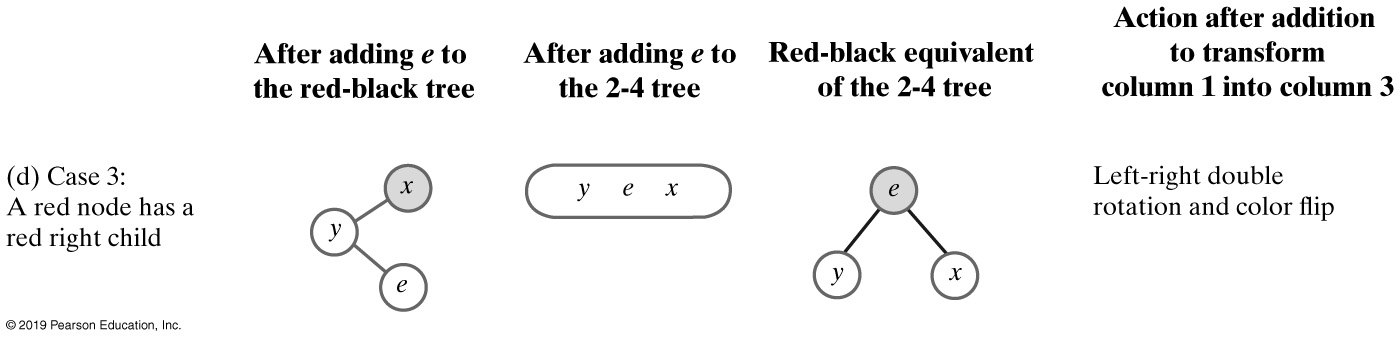 After adding e to
the red-black tree
After adding e to
the 2-4 tree
Red-black equivalent
of the 2-4 tree
Action after addition
to transform
column 1 into column 3
(d) Case 3:
A red node has a
red right child
x
y
e
y e x
e
y x
Left-right double
rotation and color flip
© 2019 Pearson Education, Inc.